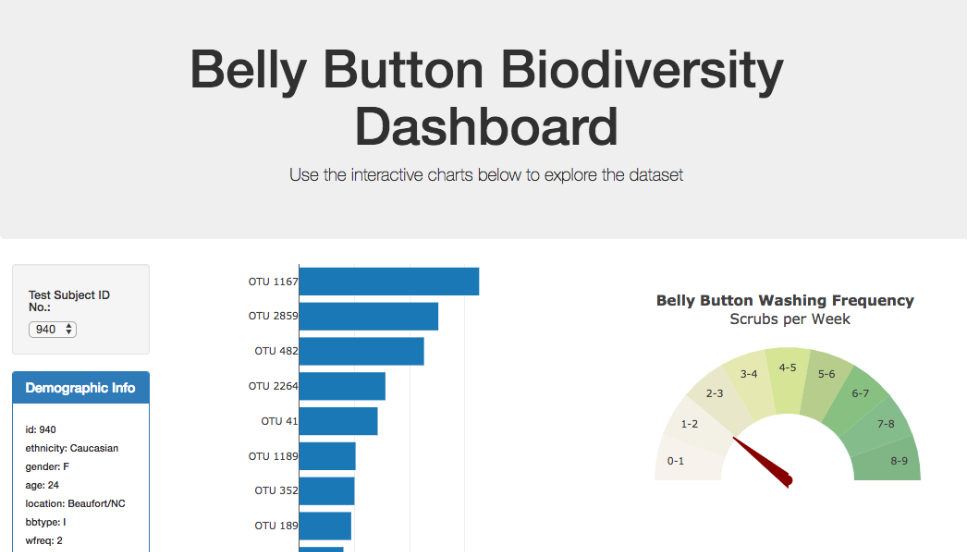 Belly Button Biodiversity
Dashboard
Use the interactive charts below to explore the dataset
Test Subject ID
No.:
940
Demographic Info
id: 940
ethnicity: Caucasian
gender: F
age: 24
location: Beaufort/NC
bbtype: I
wfreq: 2
OTU 1167
OTU 2859
OTU 482
OTU 2264
OTU 41
OTU 1189
OTU 352
OTU 189
Belly Button Washing Frequency
Scrubs per Week
0-1
1-2
2-3
3-4
4-5
5-6
6-7
7-8
8-9